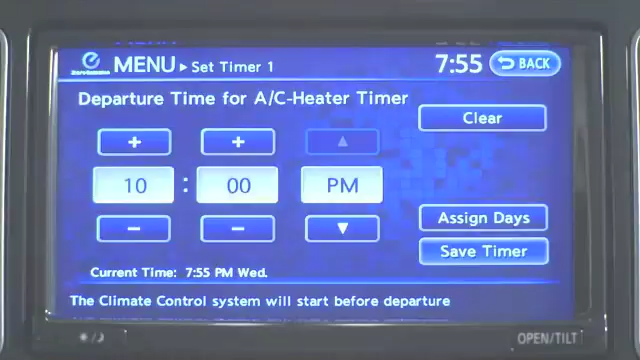 MENU ▸ Set Timer 1
7:55
BACK
Departure Time for A/C-Heater Timer
Clear
+ +
10 : 00 PM
- -
Assign Days
Save Timer
Current Time: 7:55 PM Wed.
The Climate Control system will start before departure
OPEN/TILT